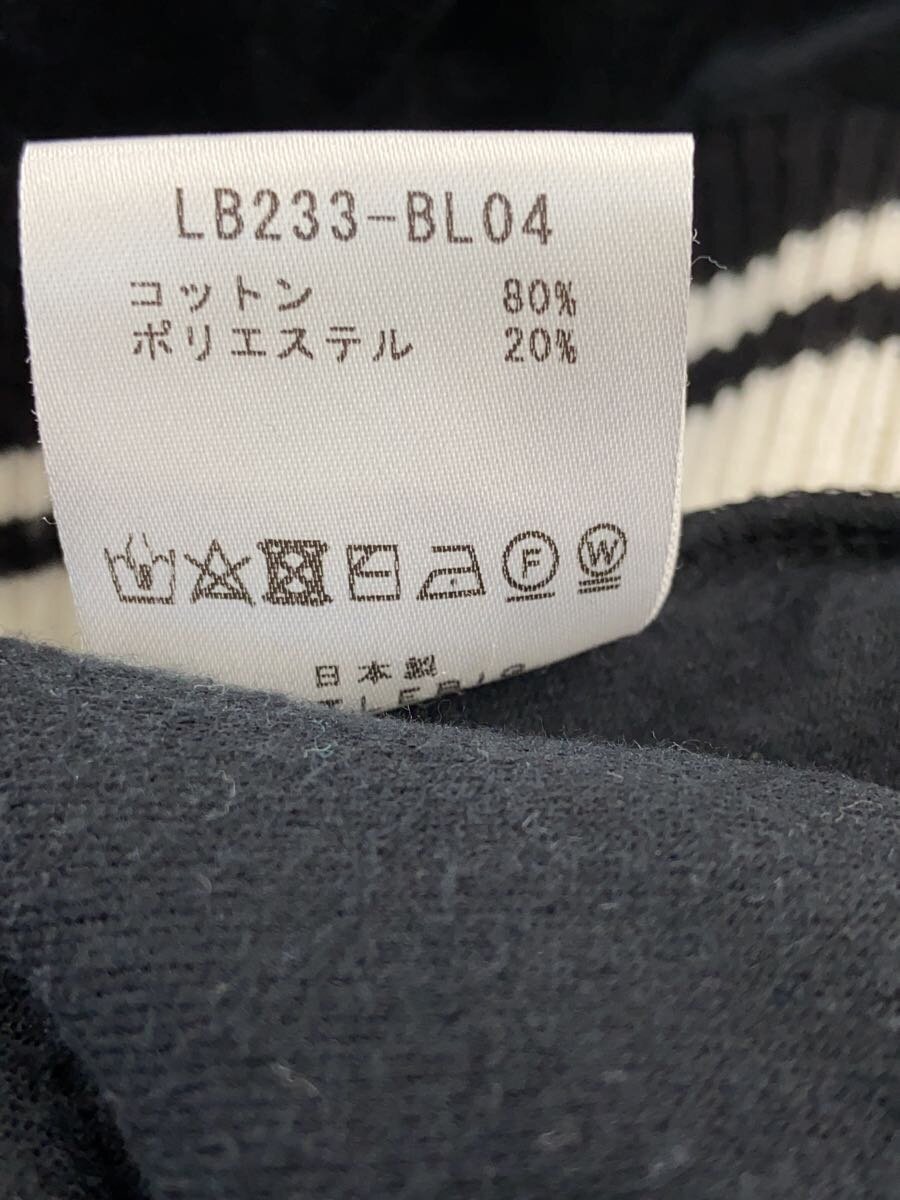 LB233-BL04
コットン 80%
ポリエステル 20%
F W
日本製